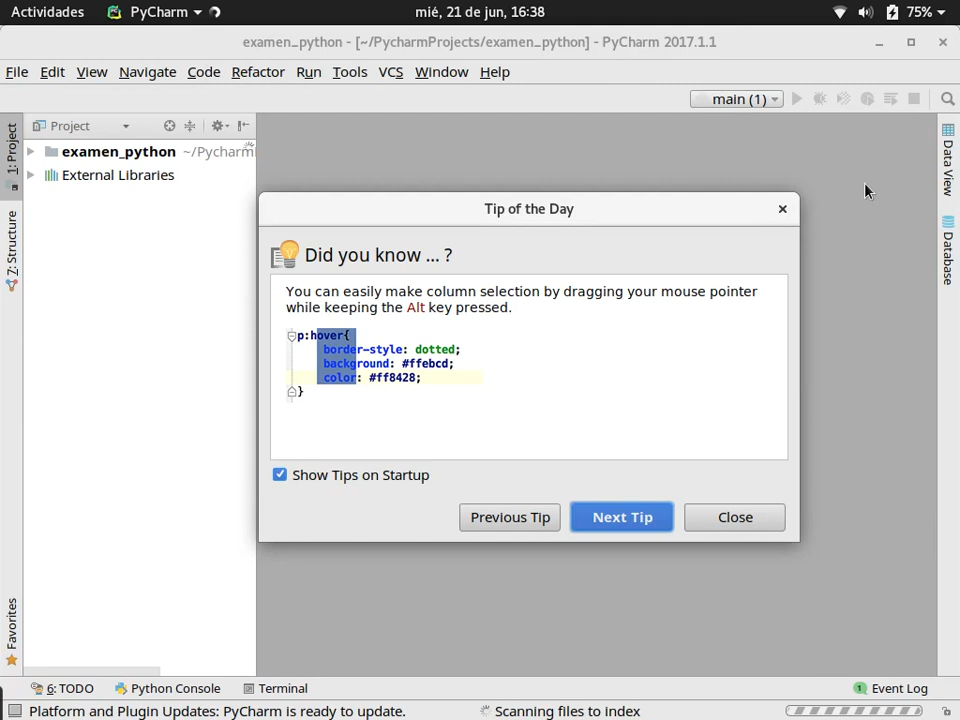 Actividades PyCharm mié, 21 de jun, 16:38 75%
examen_python - [~/PycharmProjects/examen_python] - PyCharm 2017.1.1
File Edit View Navigate Code Refactor Run Tools VCS Window Help
main (1)
1: Project
7: Structure
Favorites
Project
examen_python ~/Pycharm
External Libraries
Data View
Database
Tip of the Day
Did you know ... ?
You can easily make column selection by dragging your mouse pointer
while keeping the Alt key pressed.
p:hover{
border-style: dotted;
background: #ffebcd;
color: #ff8428;
}
Show Tips on Startup
Previous Tip Next Tip Close
6: TODO Python Console Terminal 1 Event Log
Platform and Plugin Updates: PyCharm is ready to update. Scanning files to index